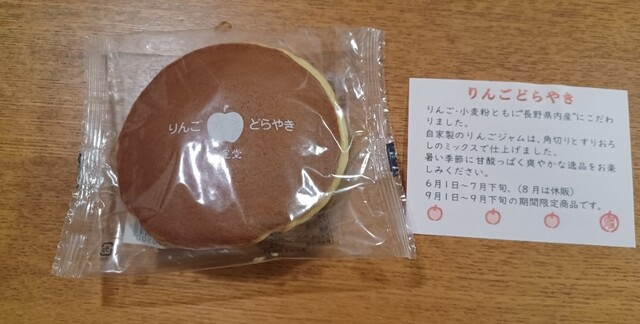 りんご どらやき
堂
りんごどらやき
りんご・小麦粉ともに"長野県内産"にこだわ
りました。
自家製のりんごジャムは、角切りとすりおろ
しのミックスで仕上げました。
暑い季節に甘酸っぱく爽やかな逸品をお楽
しみください。
6月1日～7月下旬、(8月は休販)
9月1日～9月下旬の期間限定商品です。